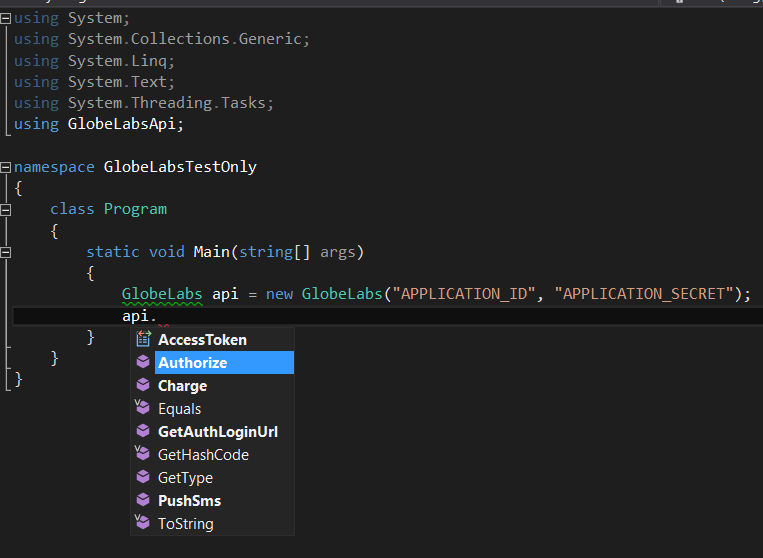 using System;
using System.Collections.Generic;
using System.Linq;
using System.Text;
using System.Threading.Tasks;
using GlobeLabsApi;
namespace GlobeLabsTestOnly
{
class Program
{
static void Main(string[] args)
{
GlobeLabs api = new GlobeLabs("APPLICATION_ID", "APPLICATION_SECRET");
api.
}
}
}
AccessToken
Authorize
Charge
Equals
GetAuthLoginUrl
GetHashCode
GetType
PushSms
ToString